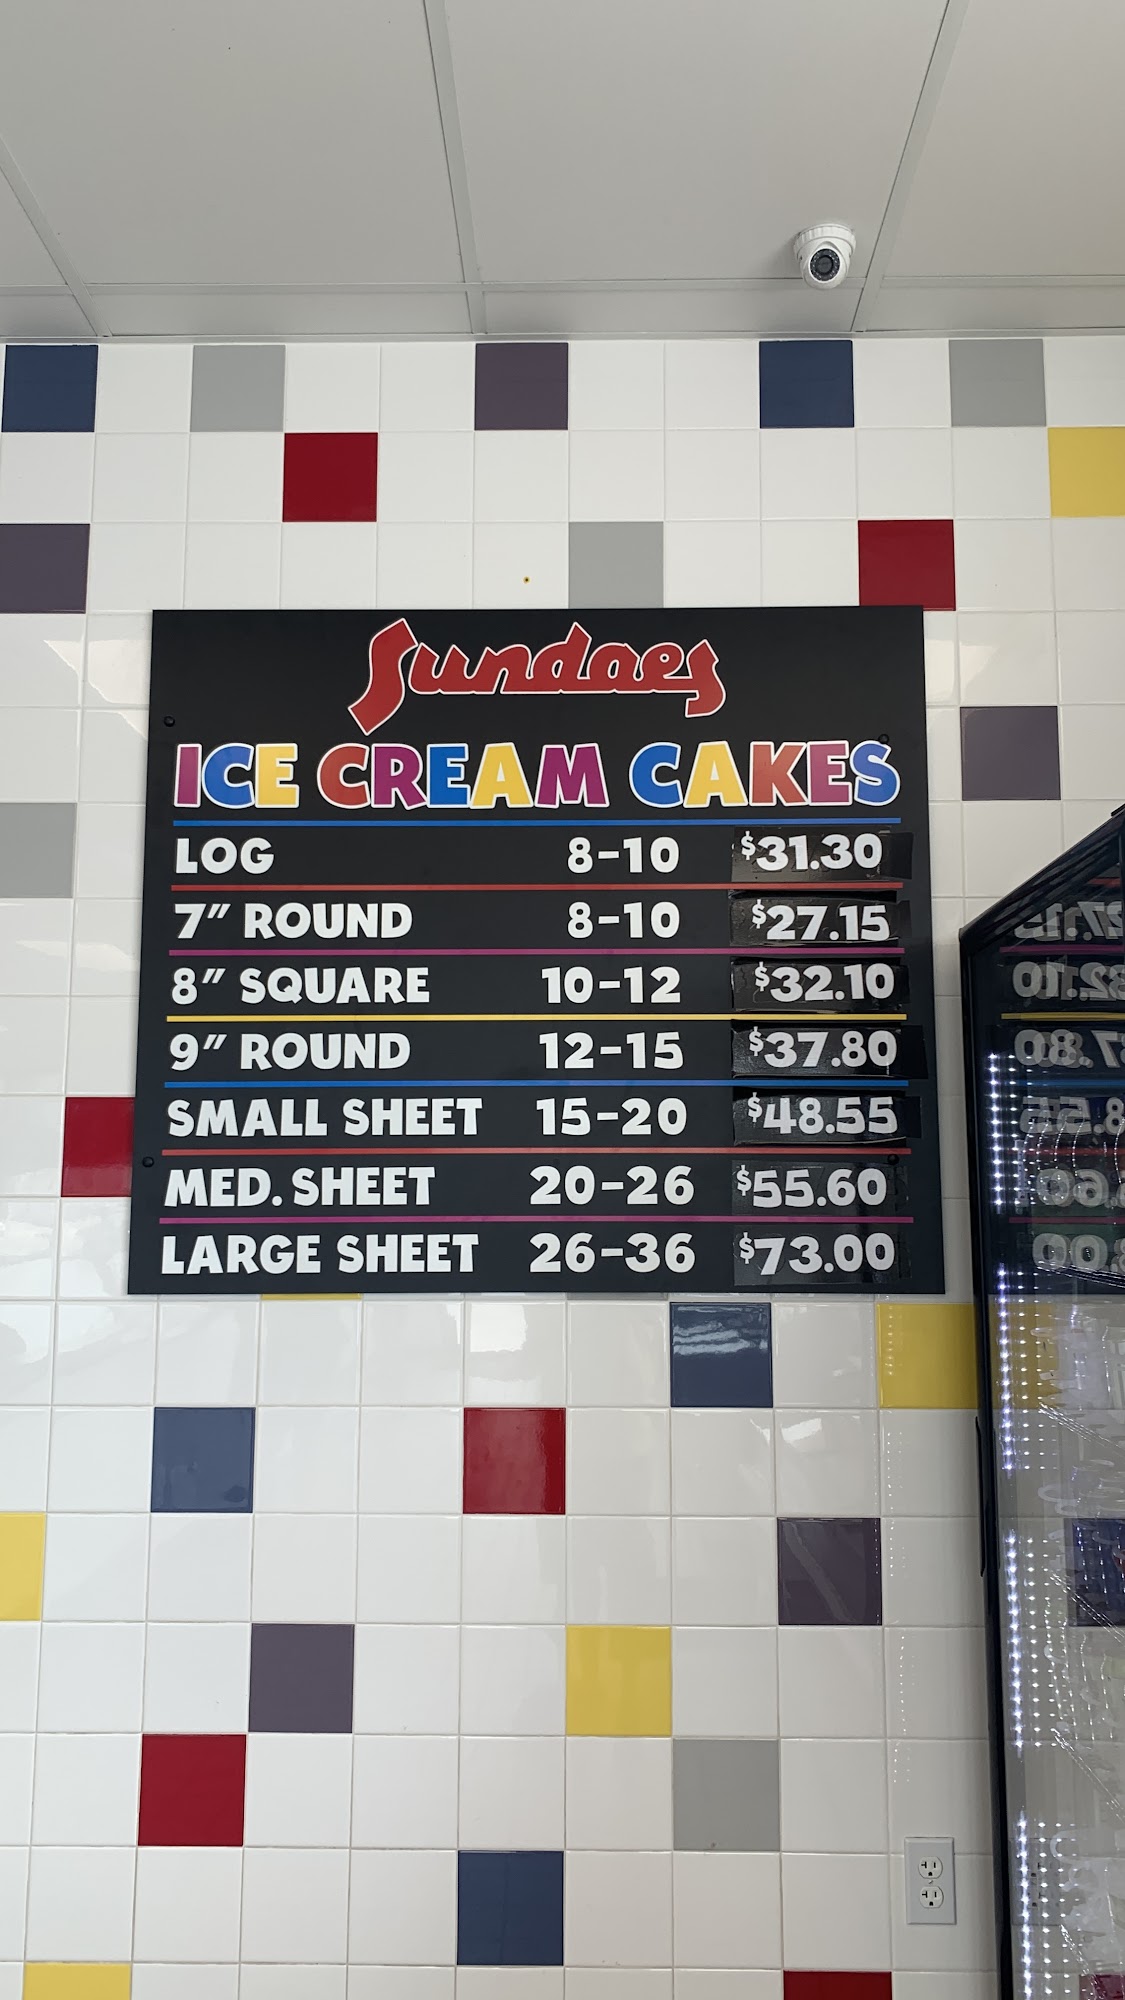 Sundaes
ICE CREAM CAKES
LOG 8-10 $31.30
7" ROUND 8-10 $27.15
8" SQUARE 10-12 $32.10
9" ROUND 12-15 $37.80
SMALL SHEET 15-20 $48.55
MED. SHEET 20-26 $55.60
LARGE SHEET 26-36 $73.00